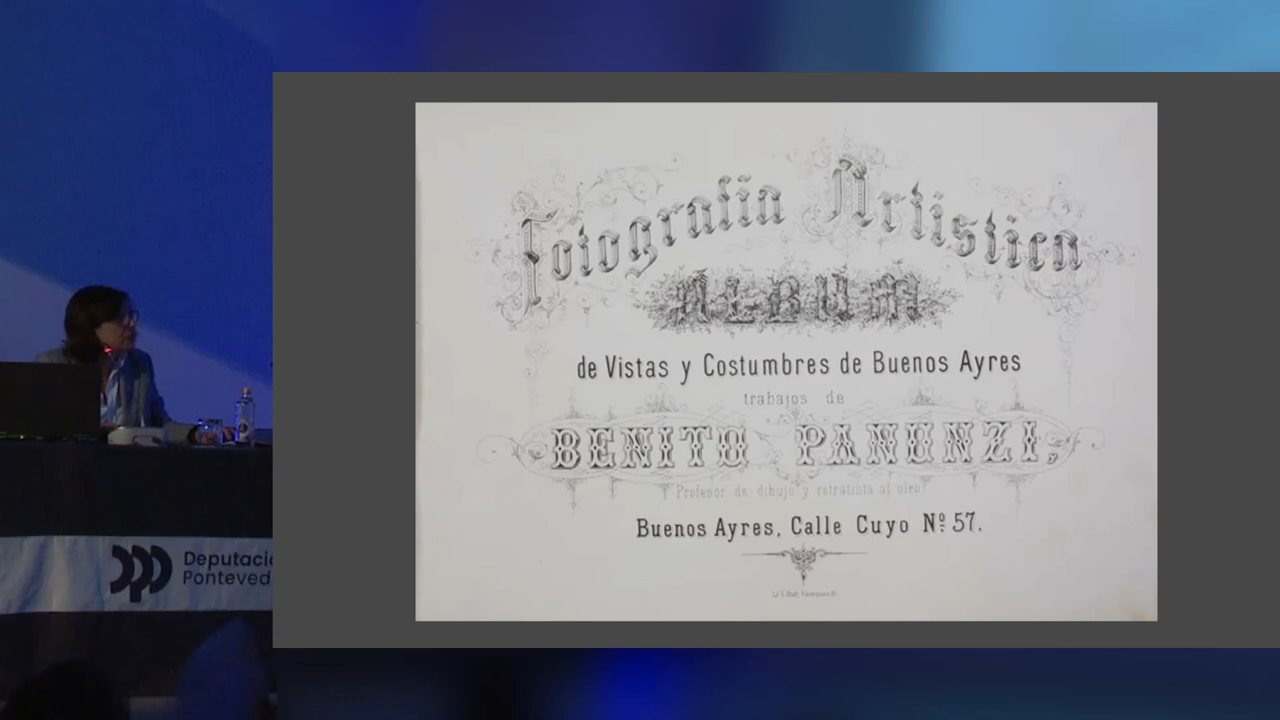 Fotografia Artistica
ALBUM
de Vistas y Costumbres de Buenos Ayres
trabajos de
BENITO PANUNZI,
Profesor de dibujo y retratista al oleo
Buenos Ayres, Calle Cuyo Nº 57.
Deputació
Ponteved